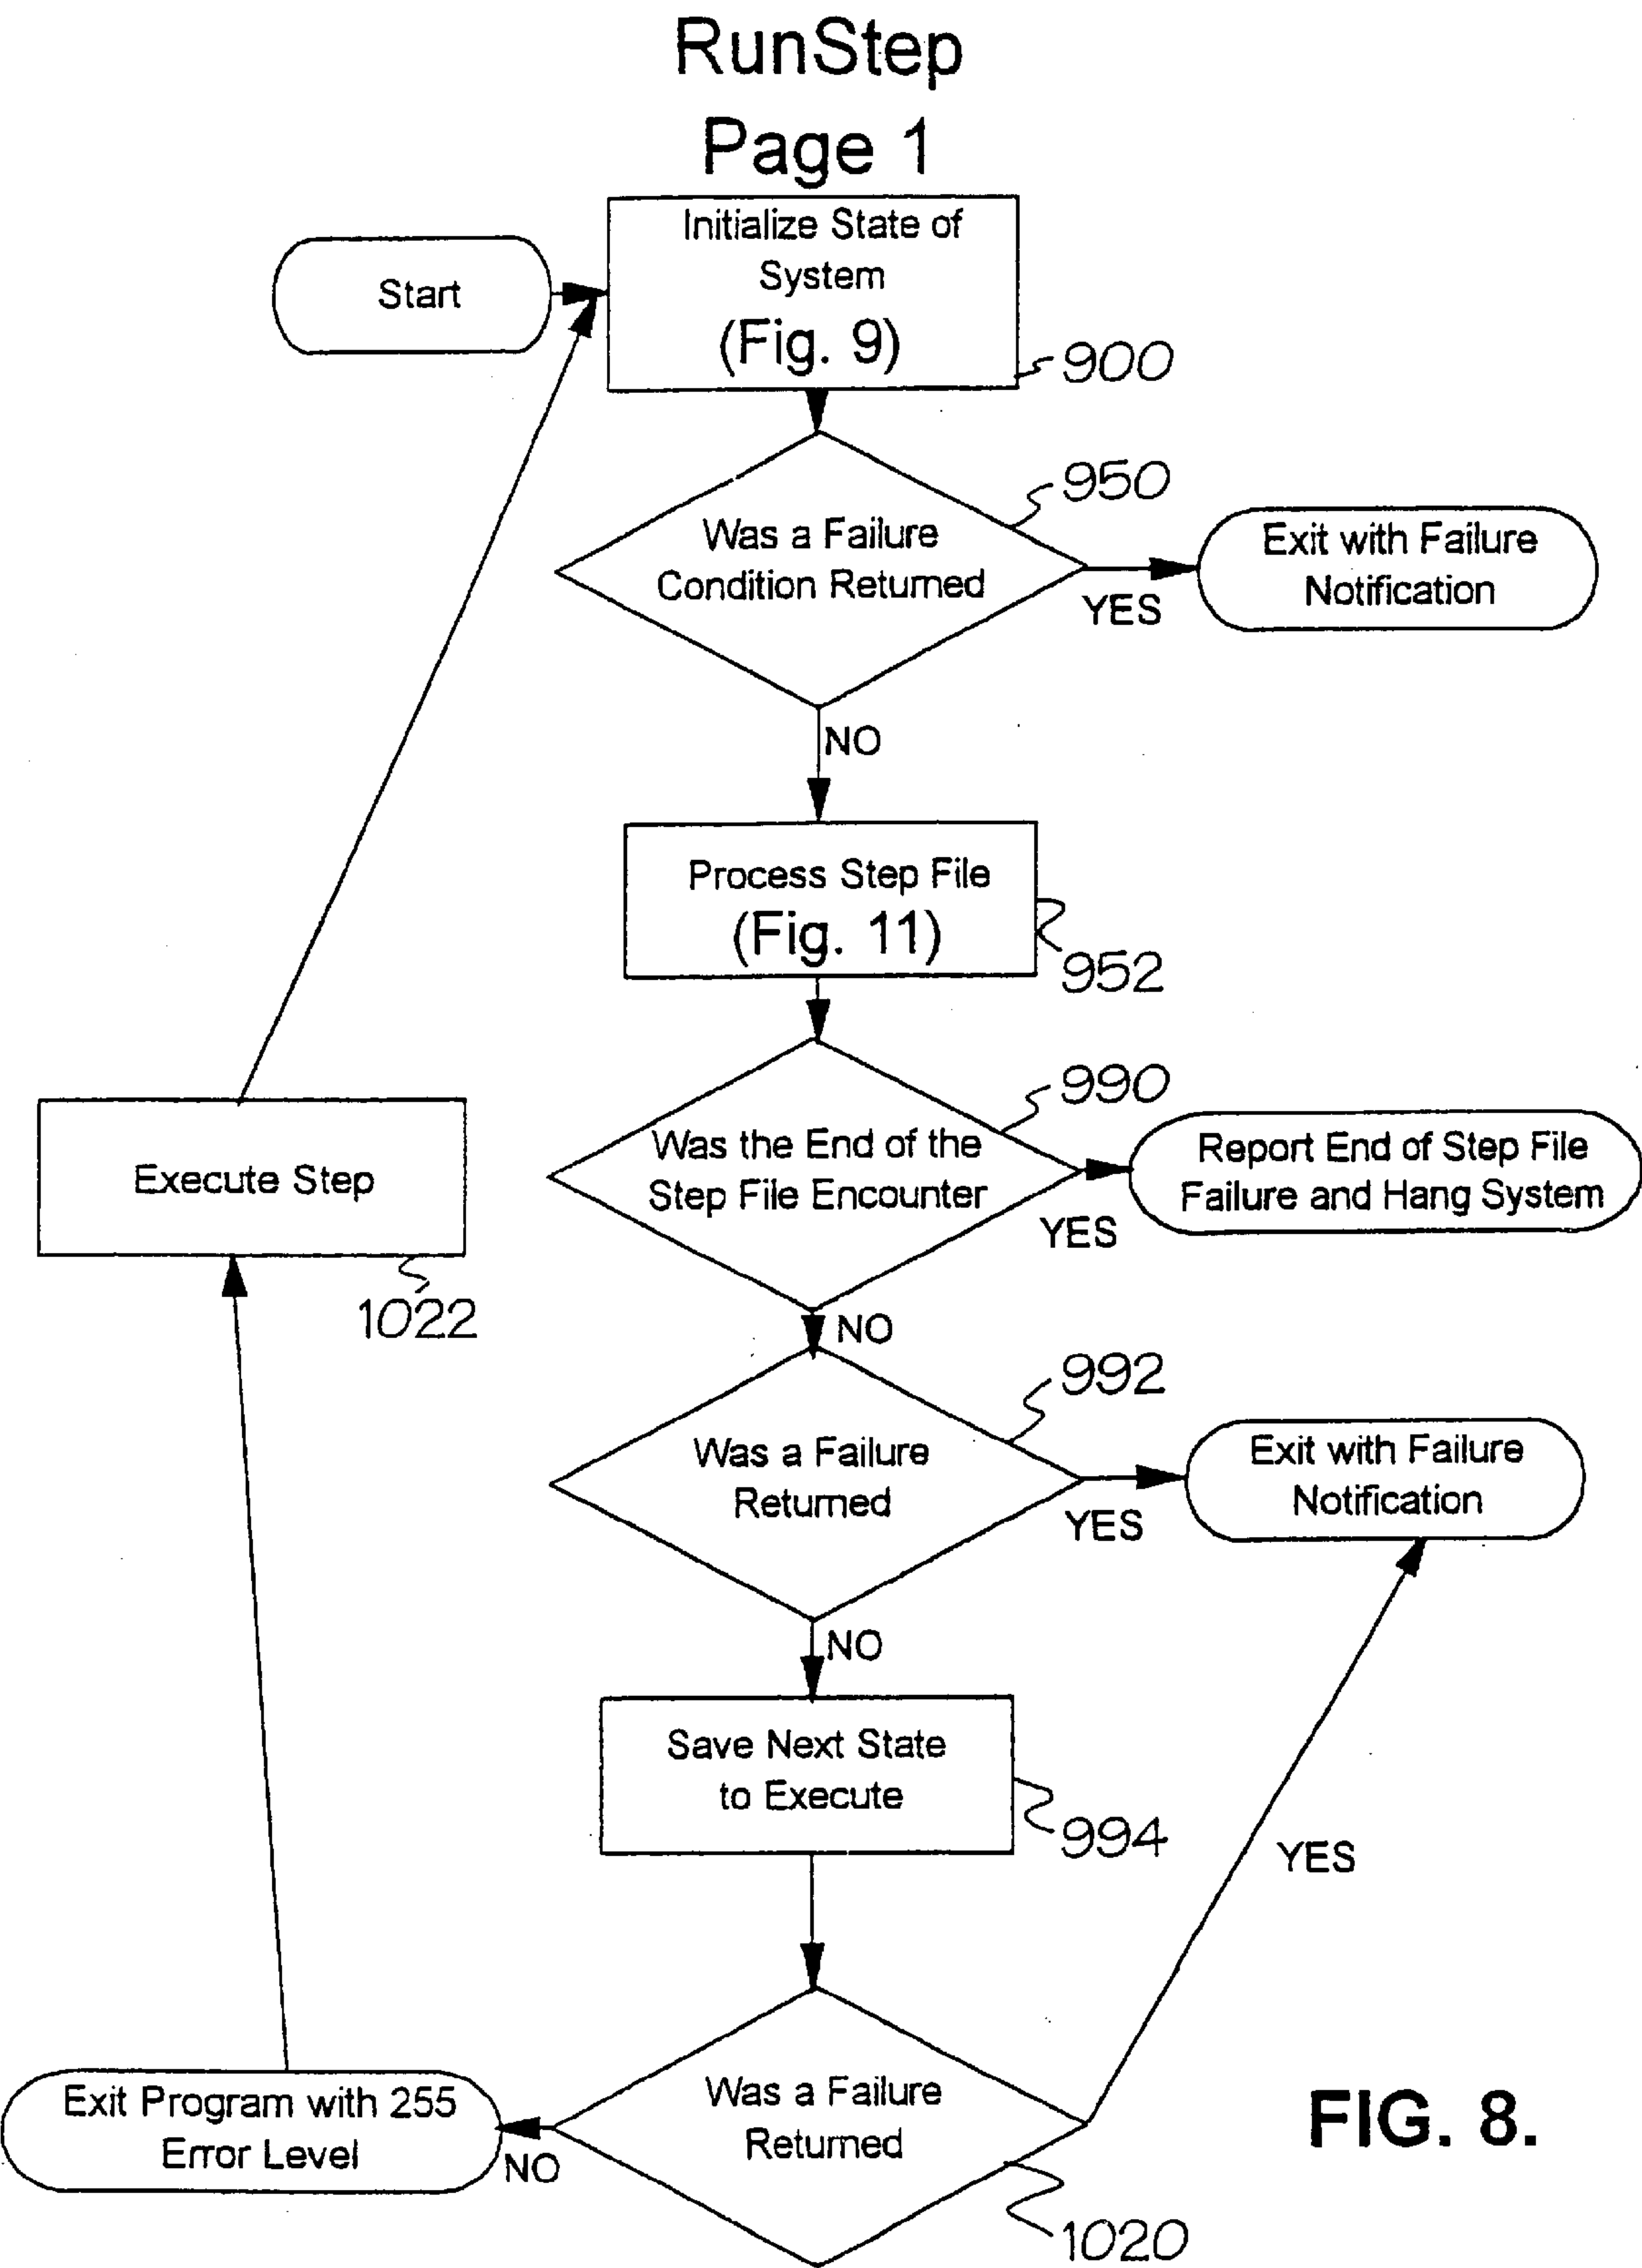 RunStep
Page 1
Start
Initialize State of
System
(Fig. 9)
900
Was a Failure
Condition Returned
950
YES
Exit with Failure
Notification
NO
Process Step File
(Fig. 11)
952
Was the End of the
Step File Encounter
990
YES
Report End of Step File
Failure and Hang System
Execute Step
1022
NO
Was a Failure
Returned
992
YES
Exit with Failure
Notification
NO
Save Next State
to Execute
994
YES
Was a Failure
Returned
1020
NO
Exit Program with 255
Error Level
FIG. 8.